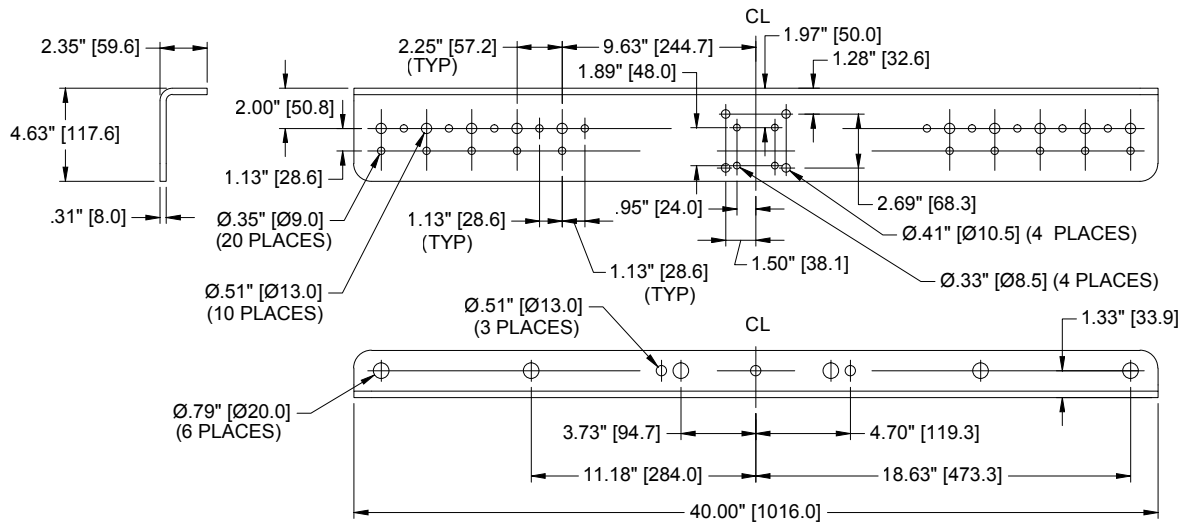 2.35" [59.6]
4.63" [117.6]
.31" [8.0]
2.00" [50.8]
1.13" [28.6]
Ø.35" [Ø9.0]
(20 PLACES)
Ø.51" [Ø13.0]
(10 PLACES)
2.25" [57.2]
(TYP)
9.63" [244.7]
CL
1.97" [50.0]
1.89" [48.0]
1.28" [32.6]
1.13" [28.6]
(TYP)
1.13" [28.6]
(TYP)
.95" [24.0]
1.50" [38.1]
2.69" [68.3]
Ø.41" [Ø10.5] (4 PLACES)
Ø.33" [Ø8.5] (4 PLACES)
Ø.51" [Ø13.0]
(3 PLACES)
CL
1.33" [33.9]
Ø.79" [Ø20.0]
(6 PLACES)
3.73" [94.7]
4.70" [119.3]
11.18" [284.0]
18.63" [473.3]
40.00" [1016.0]